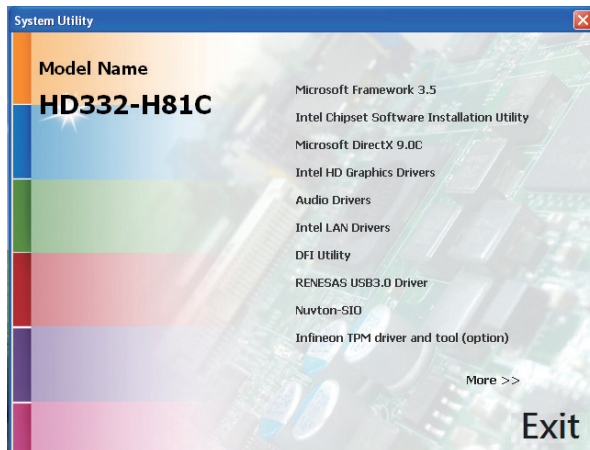 System Utility
Model Name
HD332-H81C
Microsoft Framework 3.5
Intel Chipset Software Installation Utility
Microsoft DirectX 9.0C
Intel HD Graphics Drivers
Audio Drivers
Intel LAN Drivers
DFI Utility
RENESAS USB3.0 Driver
Nuvton-SIO
Infineon TPM driver and tool (option)
More >>
Exit